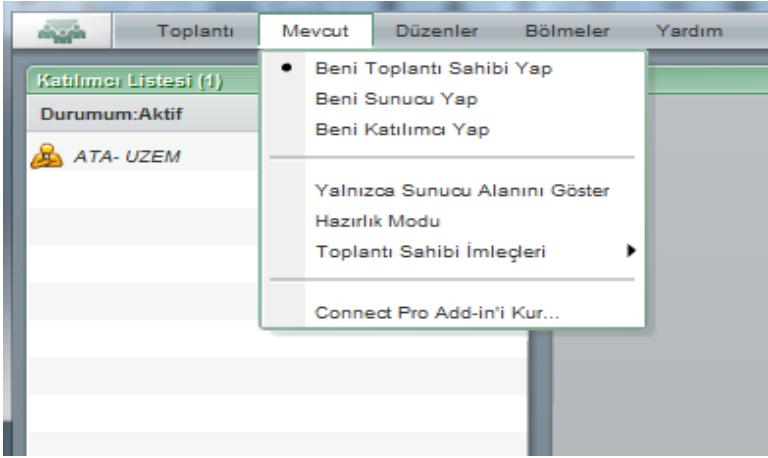 Toplantı Mevcut Düzenler Bölmeler Yardım
Katılımcı Listesi (1)
Durumum:Aktif
ATA- UZEM
Beni Toplantı Sahibi Yap
Beni Sunucu Yap
Beni Katılımcı Yap
Yalnızca Sunucu Alanını Göster
Hazırlık Modu
Toplantı Sahibi İmleçleri
Connect Pro Add-in'i Kur...